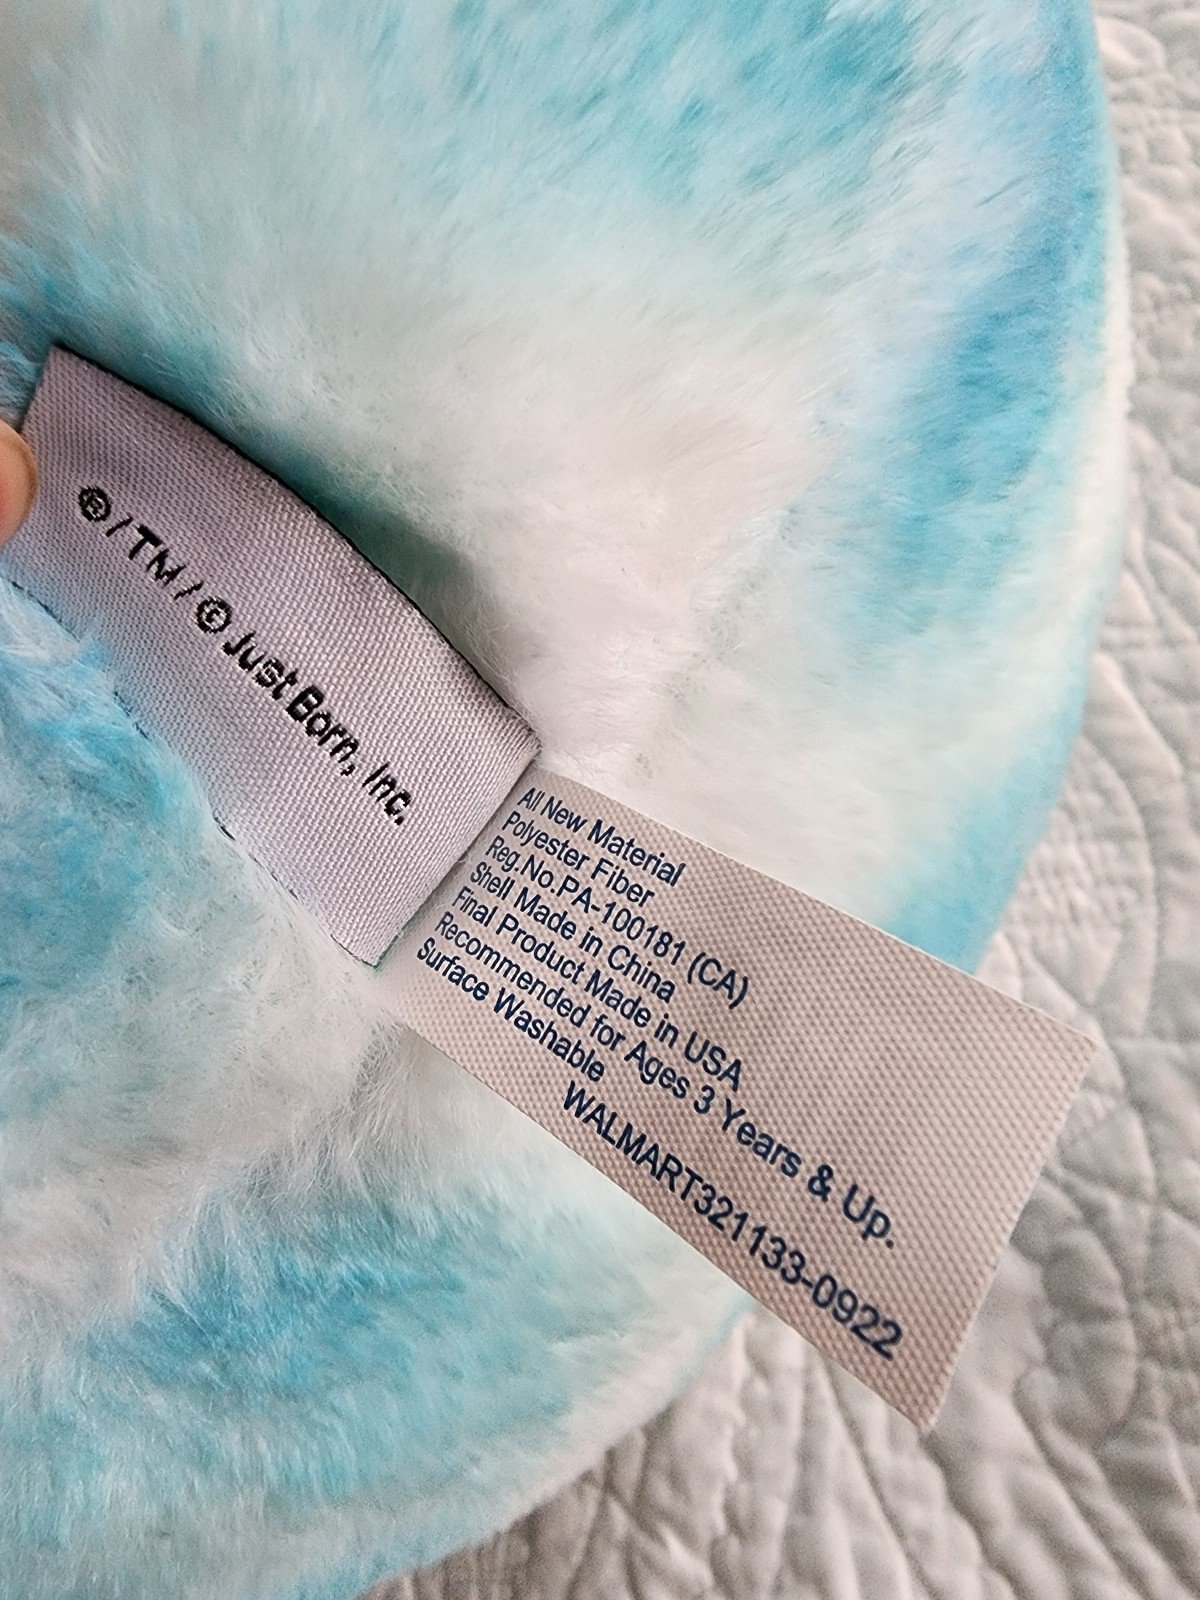 ®/TM/© Just Born, Inc.
All New Material
Polyester Fiber
Reg.No.PA-100181 (CA)
Shell Made in China
Final Product Made in USA
Recommended for Ages 3 Years & Up.
Surface Washable
WALMART321133-0922